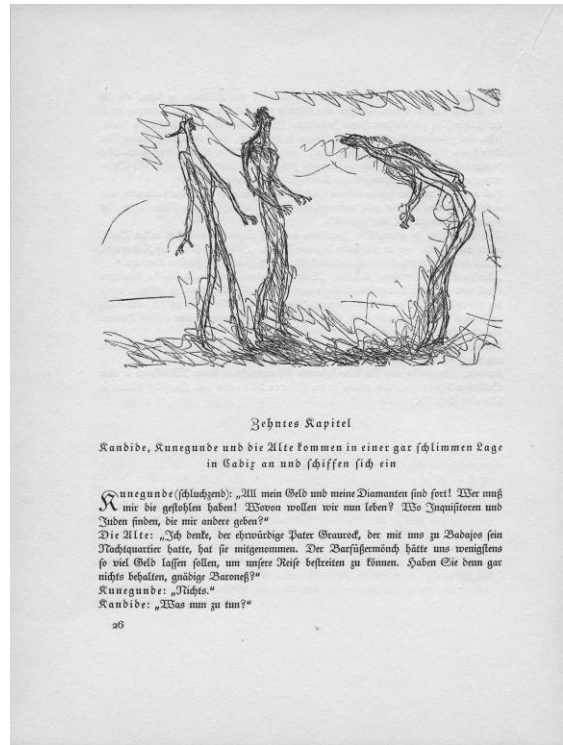 Zehntes Kapitel
Kandide, Kunegunde und die Alte kommen in einer gar schlimmen Lage
in Cadix an und schiffen sich ein
Kunegunde (schluchzend): „All mein Geld und meine Diamanten sind fort! Wer muß
mir die gestohlen haben! Wovon wollen wir nun leben? Wo Inquisitoren und
Juden finden, die mir andere geben?“
Die Alte: „Ich denke, der ehrwürdige Pater Graurock, der mit uns zu Badajos sein
Nachtquartier hatte, hat sie mitgenommen. Der Barfüßermönch hätte uns wenigstens
so viel Geld lassen sollen, um unsere Reise bestreiten zu können. Haben Sie denn gar
nichts behalten, gnädige Baroneß?“
Kunegunde: „Nichts.“
Kandide: „Was nun zu tun?“
26